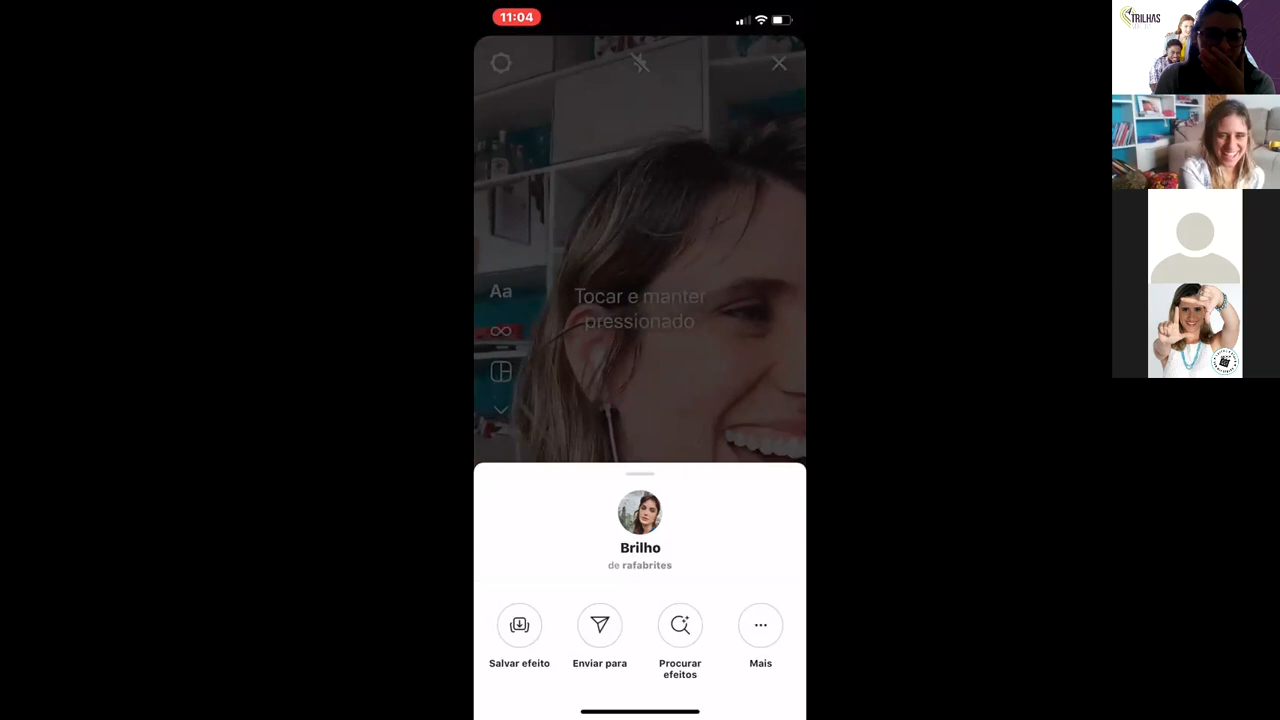 11:04
TRILHAS
Aa
Tocar e manter
pressionado
Brilho
de rafabrites
Salvar efeito
Enviar para
Procurar
efeitos
Mais